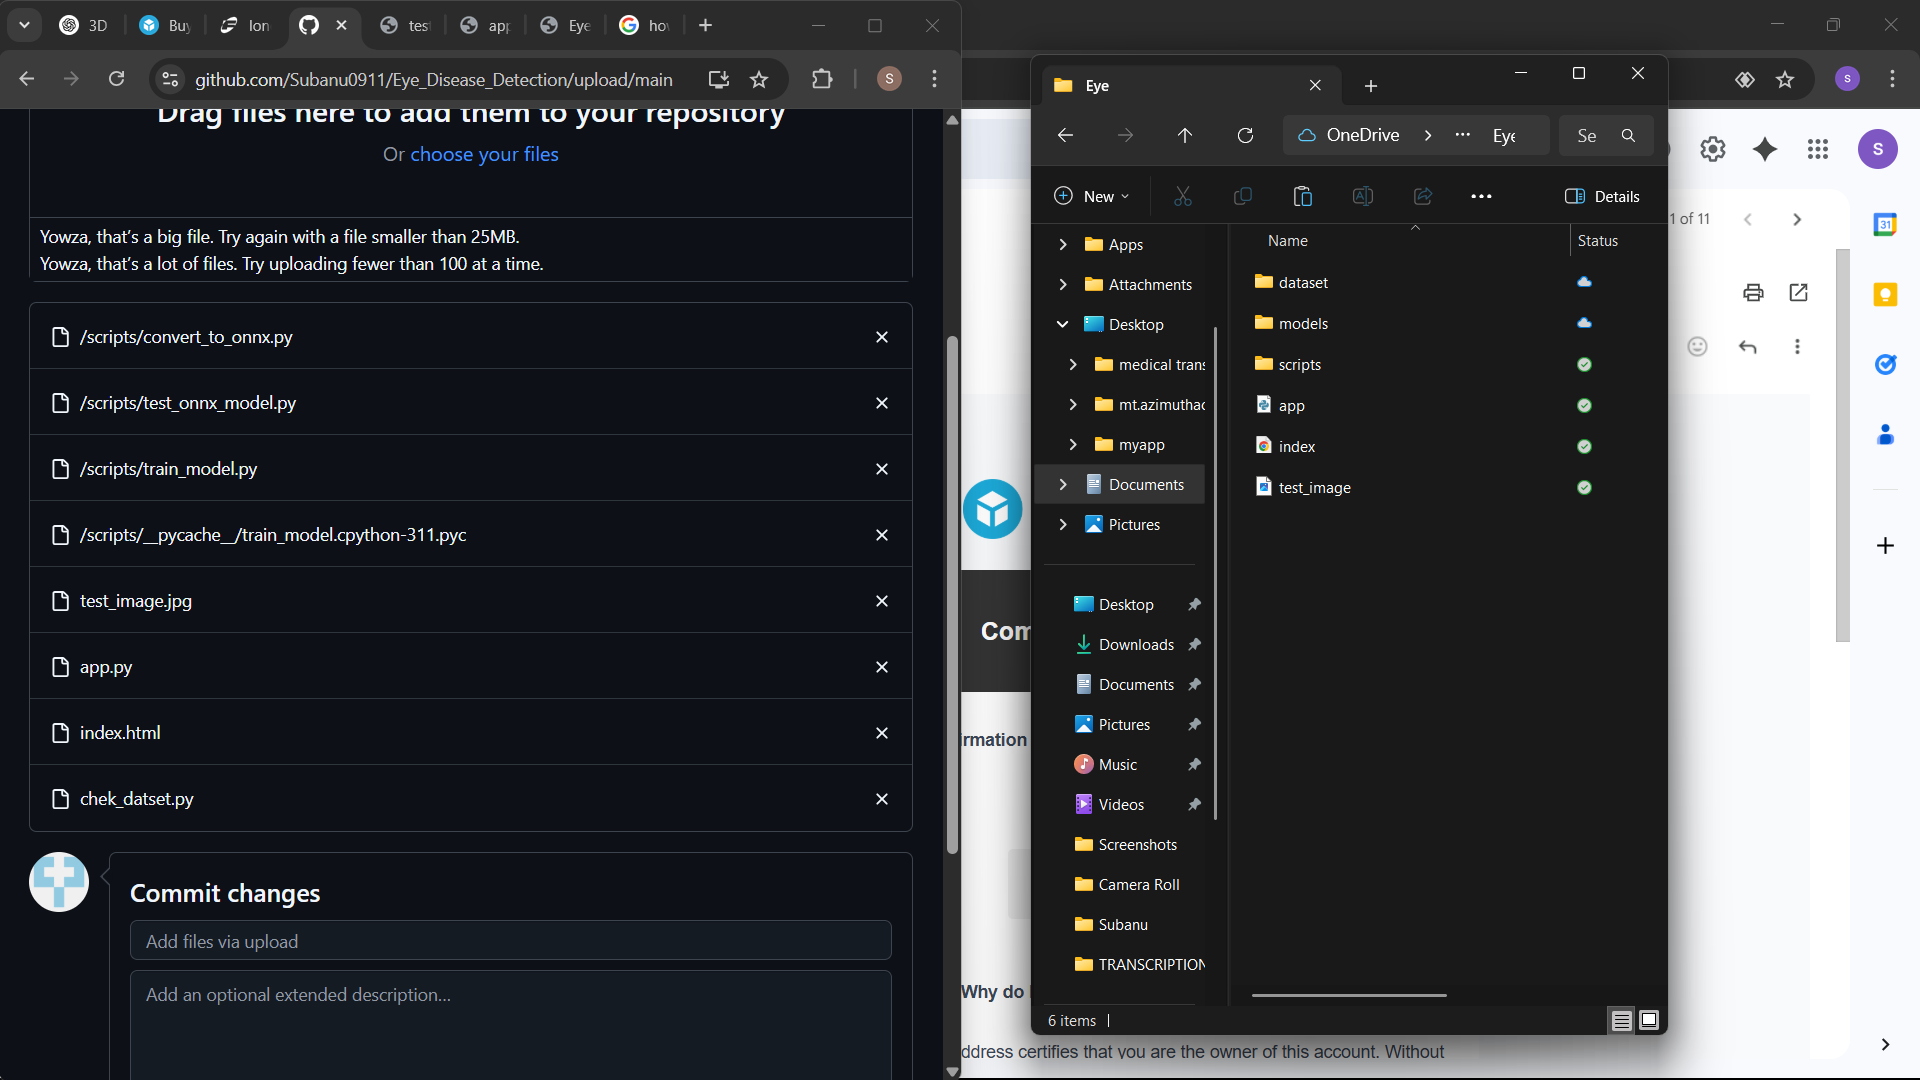 3D
Buy
lon
tes
app
Eye
hov
github.com/Subanu0911/Eye_Disease_Detection/upload/main
S
Drag files here to add them to your repository
Or choose your files
Yowza, that's a big file. Try again with a file smaller than 25MB.
Yowza, that's a lot of files. Try uploading fewer than 100 at a time.
/scripts/convert_to_onnx.py
/scripts/test_onnx_model.py
/scripts/train_model.py
/scripts/__pycache__/train_model.cpython-311.pyc
test_image.jpg
app.py
index.html
chek_datset.py
Commit changes
Add files via upload
Add an optional extended description...
Eye
OneDrive
Eye
Se
New
Details
Apps
Attachments
Desktop
medical trans
mt.azimuthac
myapp
Documents
Pictures
Desktop
Downloads
Documents
Pictures
Music
Videos
Screenshots
Camera Roll
Subanu
TRANSCRIPTION
Name
Status
dataset
models
scripts
app
index
test_image
6 items
S
S
1 of 11
31
Com
irmation
Why do
ddress certifies that you are the owner of this account. Without